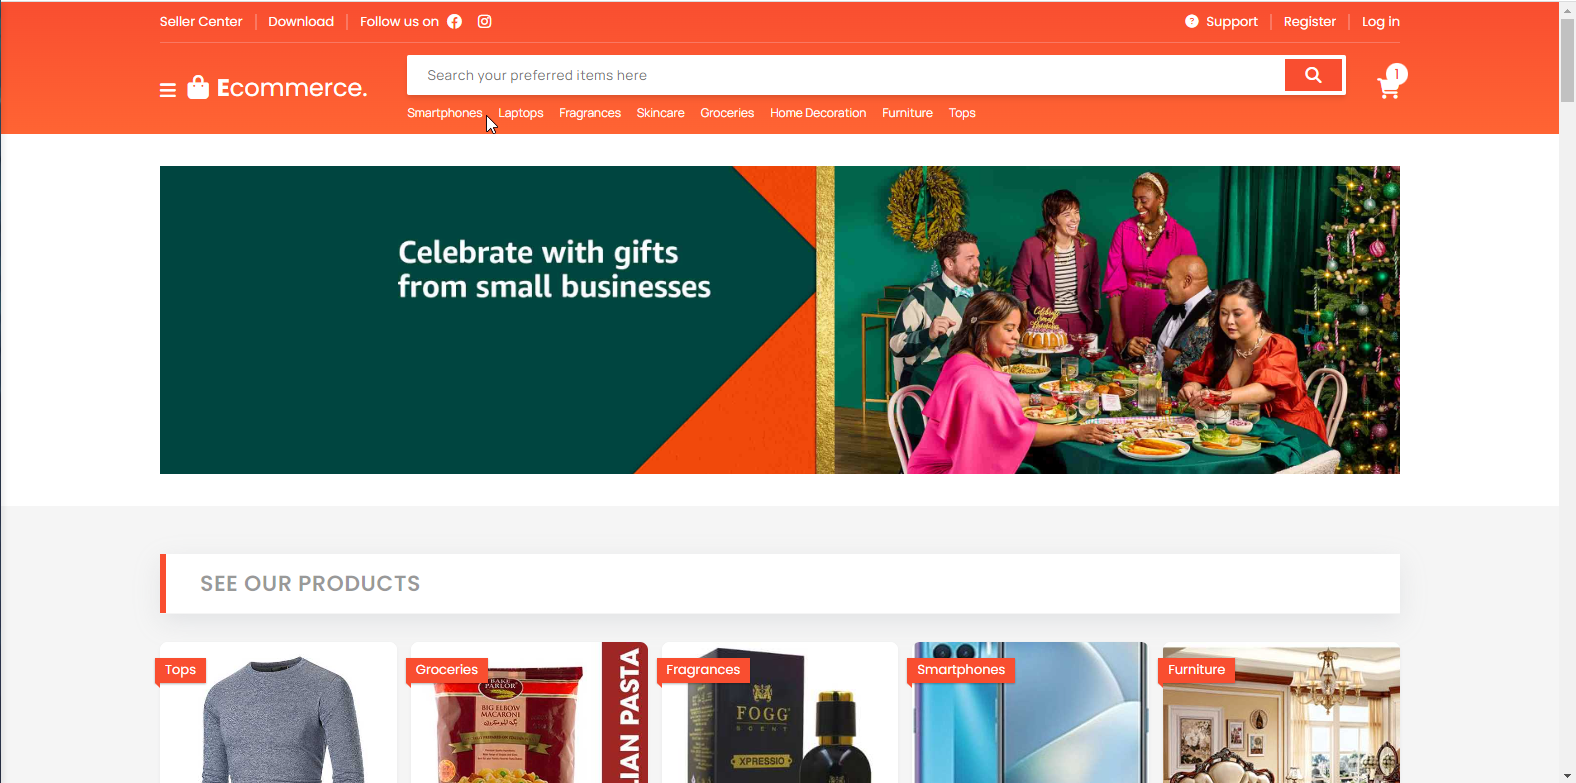 Seller Center
Download
Follow us on
Support
Register
Log in
Ecommerce.
Search your preferred items here
1
Smartphones Laptops Fragrances Skincare Groceries Home Decoration Furniture Tops
Celebrate with gifts
from small businesses
SEE OUR PRODUCTS
Tops
Groceries
BAKE
PARLOR
BIG ELBOW
MACARONI
LIAN PASTA
Fragrances
FOGG
SCENT
XPRESSIO
Smartphones
Furniture